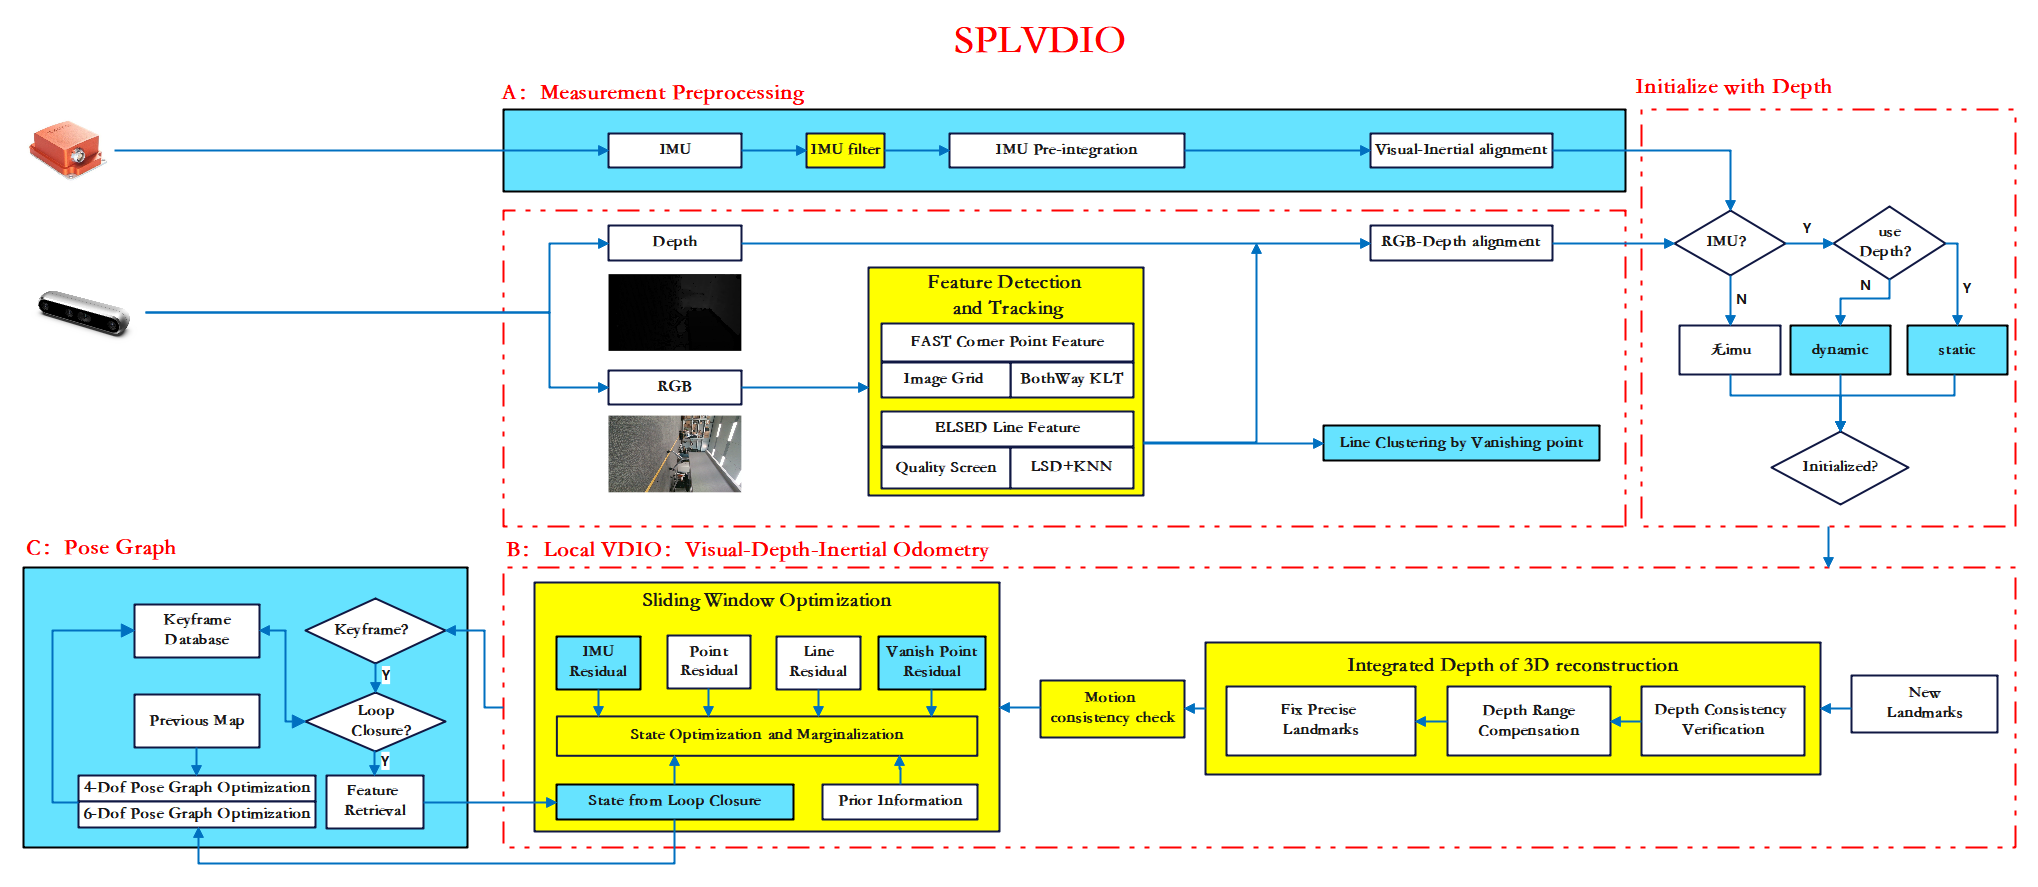 SPLVDIO
A: Measurement Preprocessing
Initialize with Depth
IMU
IMU filter
IMU Pre-integration
Visual-Inertial alignment
Depth
RGB-Depth alignment
IMU?
Y
use
Depth?
N
N
Y
Feature Detection
and Tracking
FAST Corner Point Feature
Image Grid
BothWay KLT
RGB
ELSED Line Feature
Quality Screen
LSD+KNN
Line Clustering by Vanishing point
无imu
dynamic
static
Initialized?
C: Pose Graph
Keyframe
Database
Keyframe?
Y
Previous Map
Loop
Closure?
Y
4-Dof Pose Graph Optimization
6-Dof Pose Graph Optimization
Feature
Retrieval
B: Local VDIO: Visual-Depth-Inertial Odometry
Sliding Window Optimization
IMU
Residual
Point
Residual
Line
Residual
Vanish Point
Residual
State Optimization and Marginalization
State from Loop Closure
Prior Information
Motion
consistency check
Integrated Depth of 3D reconstruction
Fix Precise
Landmarks
Depth Range
Compensation
Depth Consistency
Verification
New
Landmarks